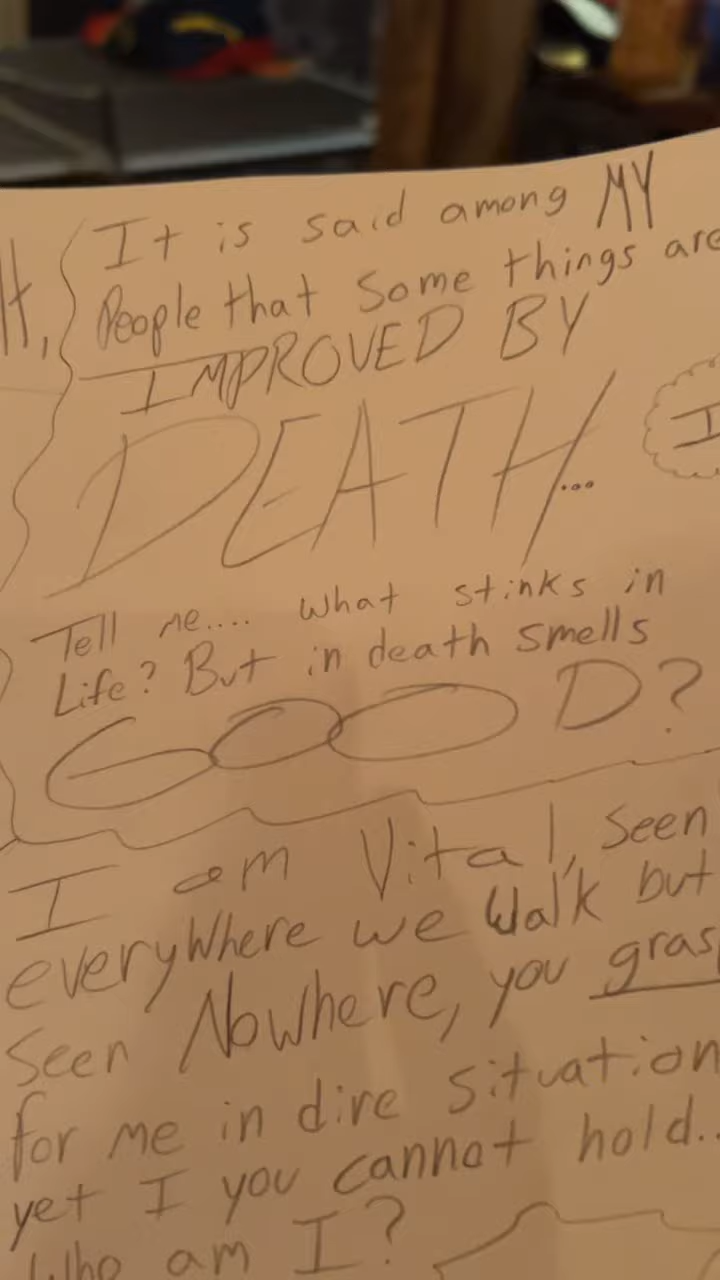 It is said among MY
People that Some things are
IMPROVED BY
DEATH...
I
Tell me.... what stinks in
Life? But in death smells
GOOD?
I am Vital, seen
everyWhere we Walk but
Seen Nowhere, you
for me in dire situation
yet I you cannot hold..
Who am I?